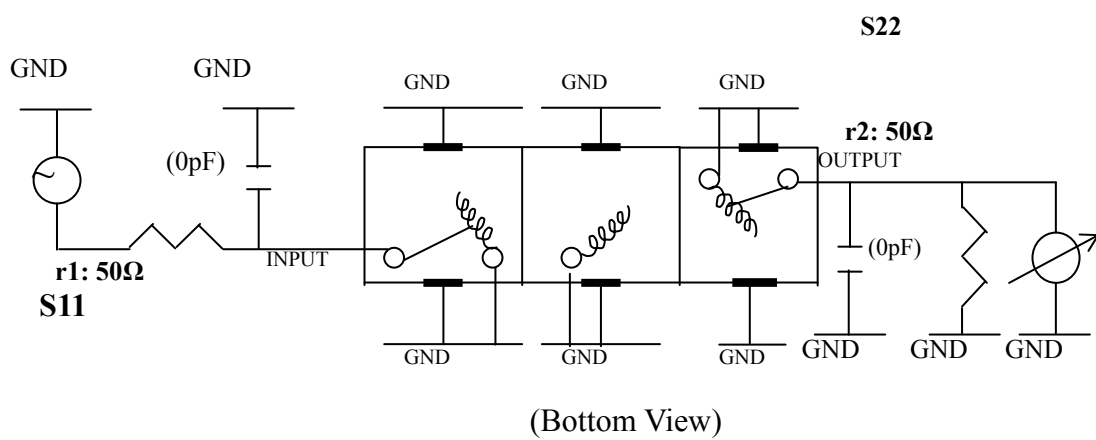 S22
GND
GND
GND
GND
GND
r2: 50Ω
(0pF)
OUTPUT
(0pF)
INPUT
r1: 50Ω
S11
GND
GND
GND
GND
GND
GND
(Bottom View)